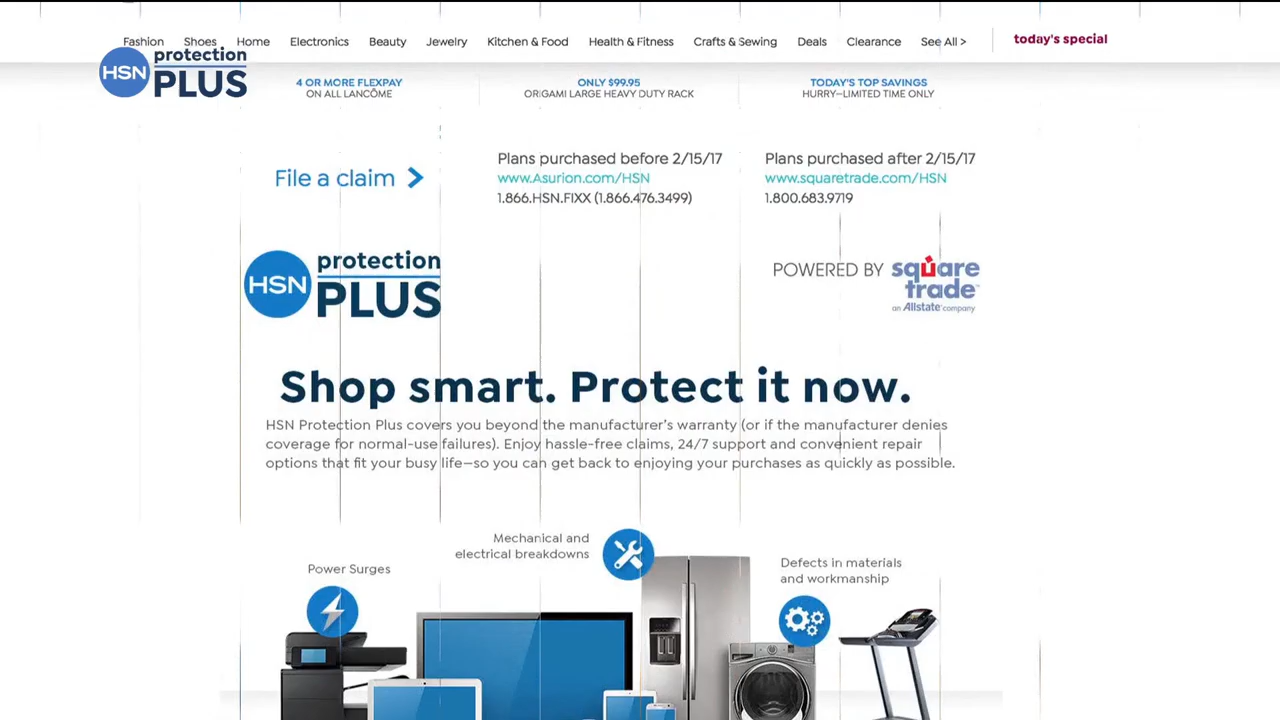 Fashion Shoes Home Electronics Beauty Jewelry Kitchen & Food Health & Fitness Crafts & Sewing Deals Clearance See All > today's special
HSN protection
PLUS
4 OR MORE FLEXPAY
ON ALL LANCÔME
ONLY $99.95
ORIGAMI LARGE HEAVY DUTY RACK
TODAY'S TOP SAVINGS
HURRY—LIMITED TIME ONLY
File a claim >
Plans purchased before 2/15/17
www.Asurion.com/HSN
1.866.HSN.FIXX (1.866.476.3499)
Plans purchased after 2/15/17
www.squaretrade.com/HSN
1.800.683.9719
HSN protection
PLUS
POWERED BY square
trade™
an Allstate® company
Shop smart. Protect it now.
HSN Protection Plus covers you beyond the manufacturer's warranty (or if the manufacturer denies
coverage for normal-use failures). Enjoy hassle-free claims, 24/7 support and convenient repair
options that fit your busy life—so you can get back to enjoying your purchases as quickly as possible.
Mechanical and
electrical breakdowns
Power Surges
Defects in materials
and workmanship